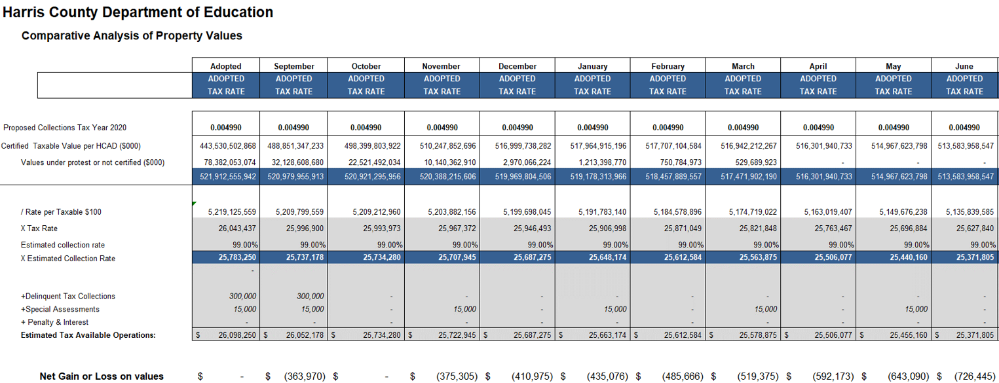 Harris County Department of Education
Comparative Analysis of Property Values
Adopted September October November December January February March April May June
ADOPTED ADOPTED ADOPTED ADOPTED ADOPTED ADOPTED ADOPTED ADOPTED ADOPTED ADOPTED ADOPTED
TAX RATE TAX RATE TAX RATE TAX RATE TAX RATE TAX RATE TAX RATE TAX RATE TAX RATE TAX RATE TAX RATE
Proposed Collections Tax Year 2020 0.004990 0.004990 0.004990 0.004990 0.004990 0.004990 0.004990 0.004990 0.004990 0.004990 0.004990
Certified Taxable Value per HCAD ($000) 443,530,502,868 488,851,347,233 498,399,803,922 510,247,852,696 516,999,738,282 517,964,915,196 517,707,104,584 516,942,212,267 516,301,940,733 514,967,623,798 513,583,958,547
Values under protest or not certified ($000) 78,382,053,074 32,128,608,680 22,521,492,034 10,140,362,910 2,970,066,224 1,213,398,770 750,784,973 529,689,923 - - -
521,912,555,942 520,979,955,913 520,921,295,956 520,388,215,606 519,969,804,506 519,178,313,966 518,457,889,557 517,471,902,190 516,301,940,733 514,967,623,798 513,583,958,547
/ Rate per Taxable $100 5,219,125,559 5,209,799,559 5,209,212,960 5,203,882,156 5,199,698,045 5,191,783,140 5,184,578,896 5,174,719,022 5,163,019,407 5,149,676,238 5,135,839,585
X Tax Rate 26,043,437 25,996,900 25,993,973 25,967,372 25,946,493 25,906,998 25,871,049 25,821,848 25,763,467 25,696,884 25,627,840
Estimated collection rate 99.00% 99.00% 99.00% 99.00% 99.00% 99.00% 99.00% 99.00% 99.00% 99.00% 99.00%
X Estimated Collection Rate 25,783,250 25,737,178 25,734,280 25,707,945 25,687,275 25,648,174 25,612,584 25,563,875 25,506,077 25,440,160 25,371,805
-
+Delinquent Tax Collections 300,000 300,000 - - - - - - - - -
+Special Assessments 15,000 15,000 - 15,000 - 15,000 - 15,000 - 15,000 -
+ Penalty & Interest - - - - - - - - - - -
Estimated Tax Available Operations: $ 26,098,250 $ 26,052,178 $ 25,734,280 $ 25,722,945 $ 25,687,275 $ 25,663,174 $ 25,612,584 $ 25,578,875 $ 25,506,077 $ 25,455,160 $ 25,371,805
Net Gain or Loss on values $ - $ (363,970) $ - $ (375,305) $ (410,975) $ (435,076) $ (485,666) $ (519,375) $ (592,173) $ (643,090) $ (726,445)